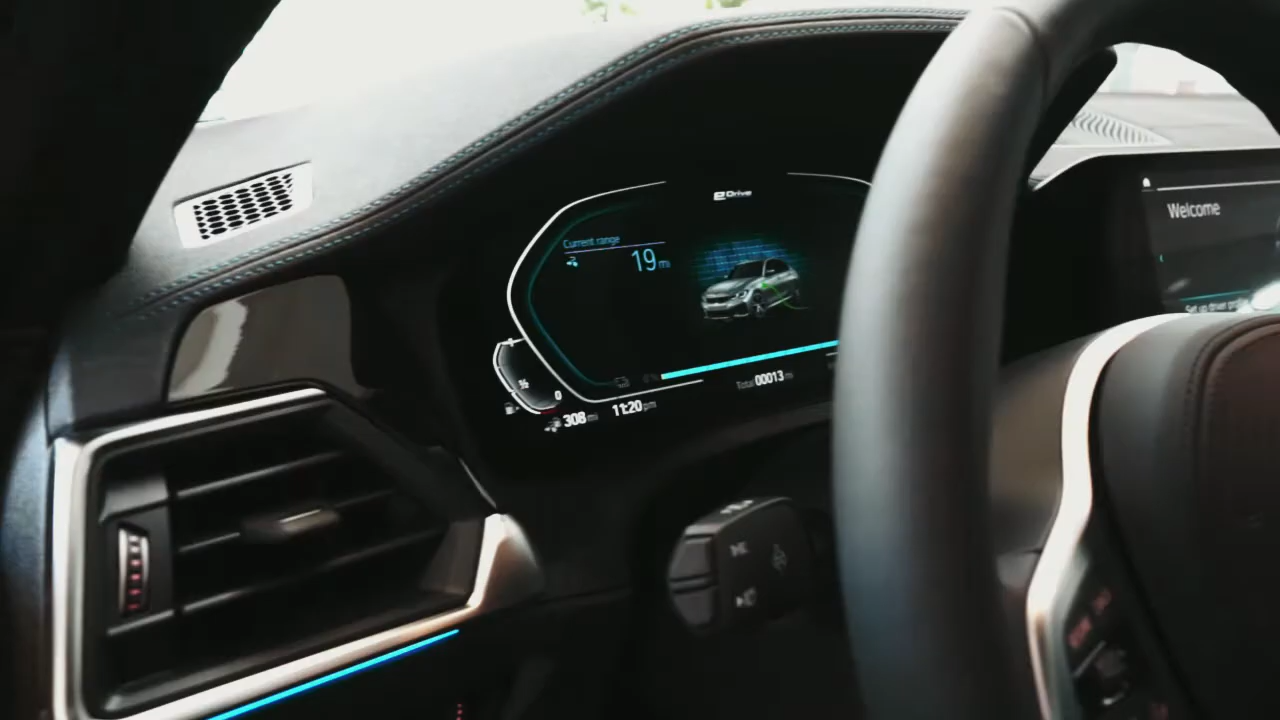 eDrive
Current range
19 mi
Welcome
Total 00013 mi
0
308 mi 11:20 pm